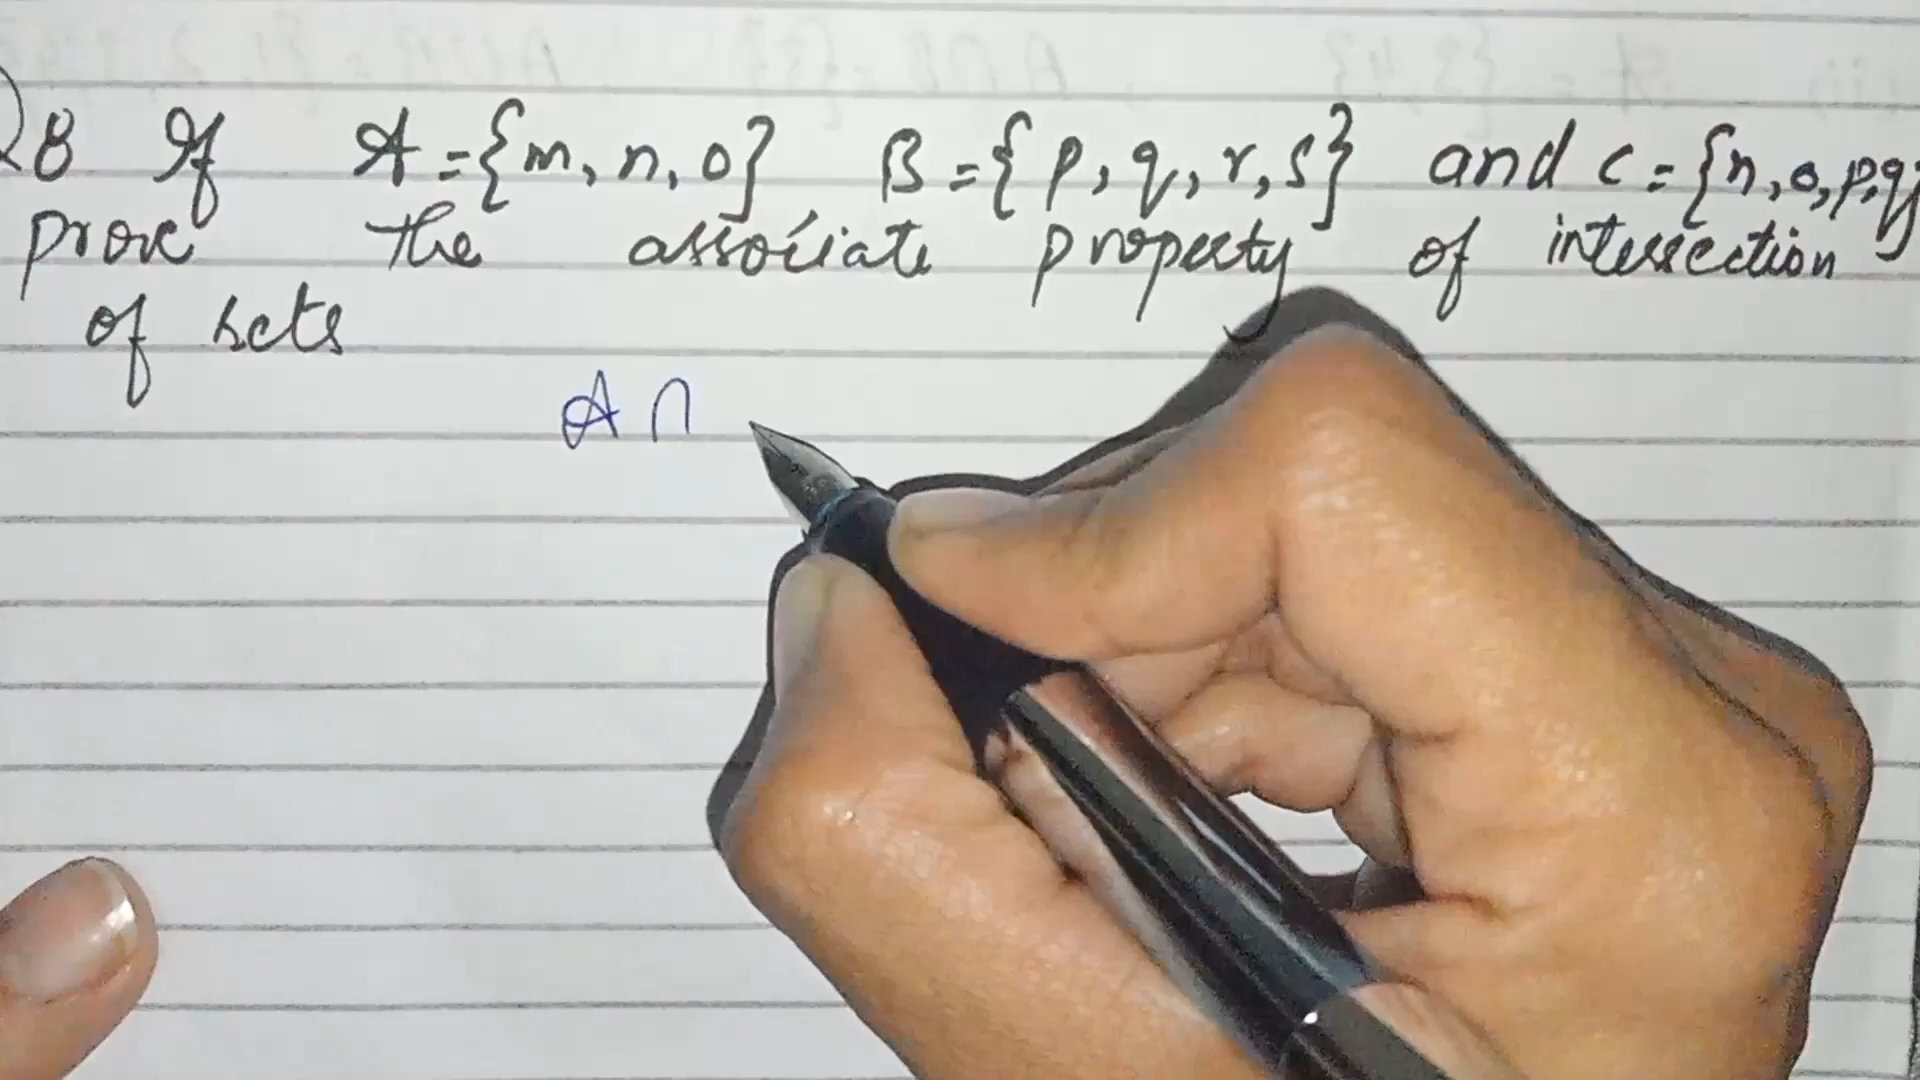 Q8 If A = {m, n, o} B = {p, q, r, s} and c = {n, o, p, q}
prove the associate property of intersection
of sets
A ∩